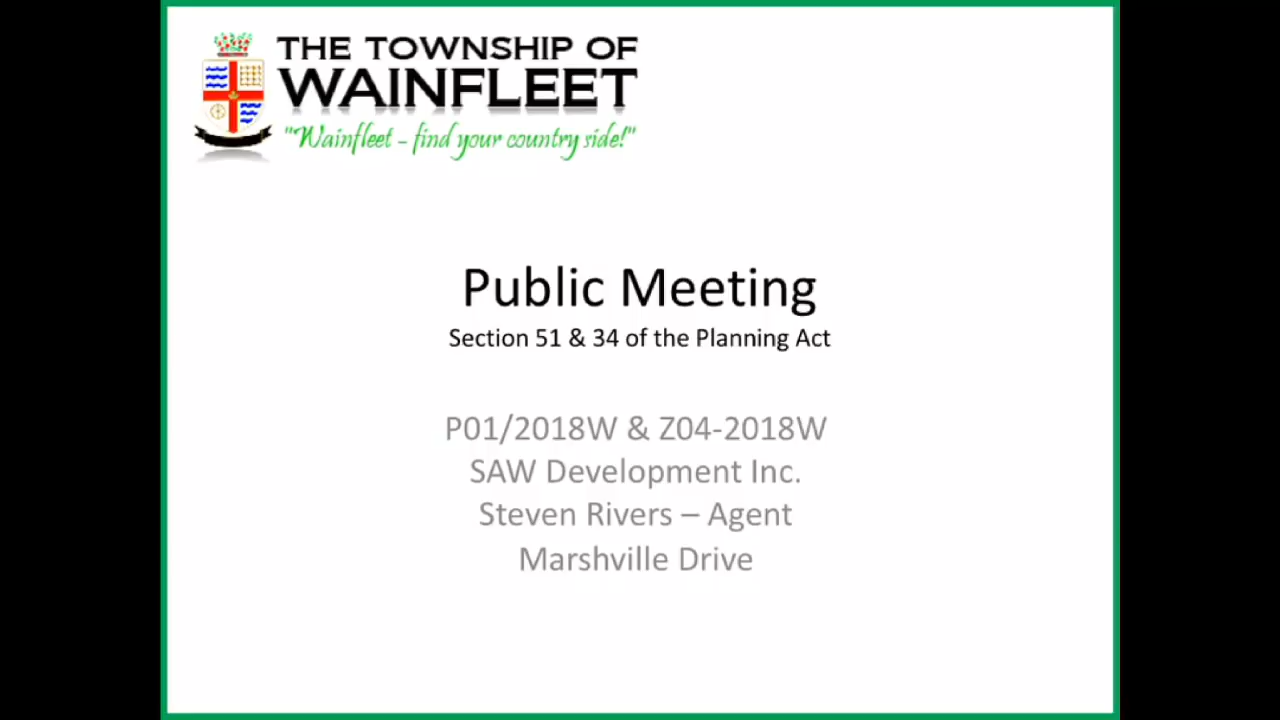 THE TOWNSHIP OF
WAINFLEET
"Wainfleet - find your country side!"
Public Meeting
Section 51 & 34 of the Planning Act
P01/2018W & Z04-2018W
SAW Development Inc.
Steven Rivers – Agent
Marshville Drive